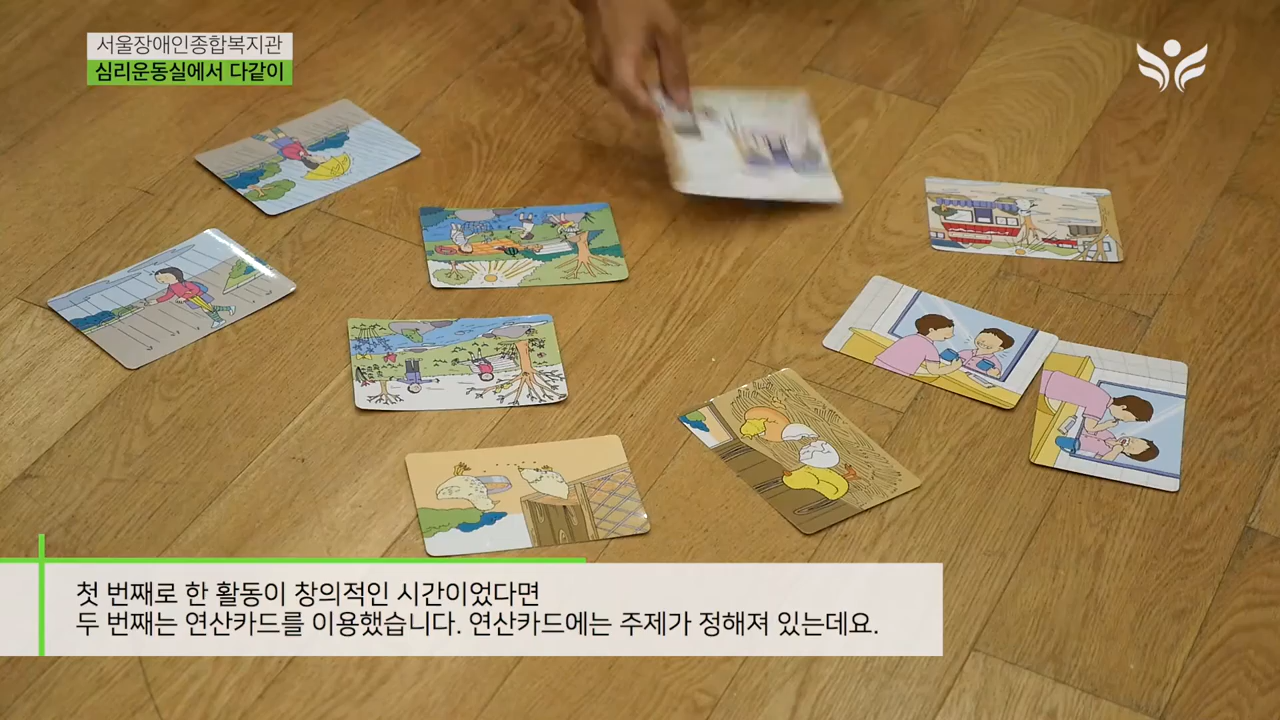 서울장애인종합복지관
심리운동실에서 다같이
첫 번째로 한 활동이 창의적인 시간이었다면
두 번째는 연산카드를 이용했습니다. 연산카드에는 주제가 정해져 있는데요.